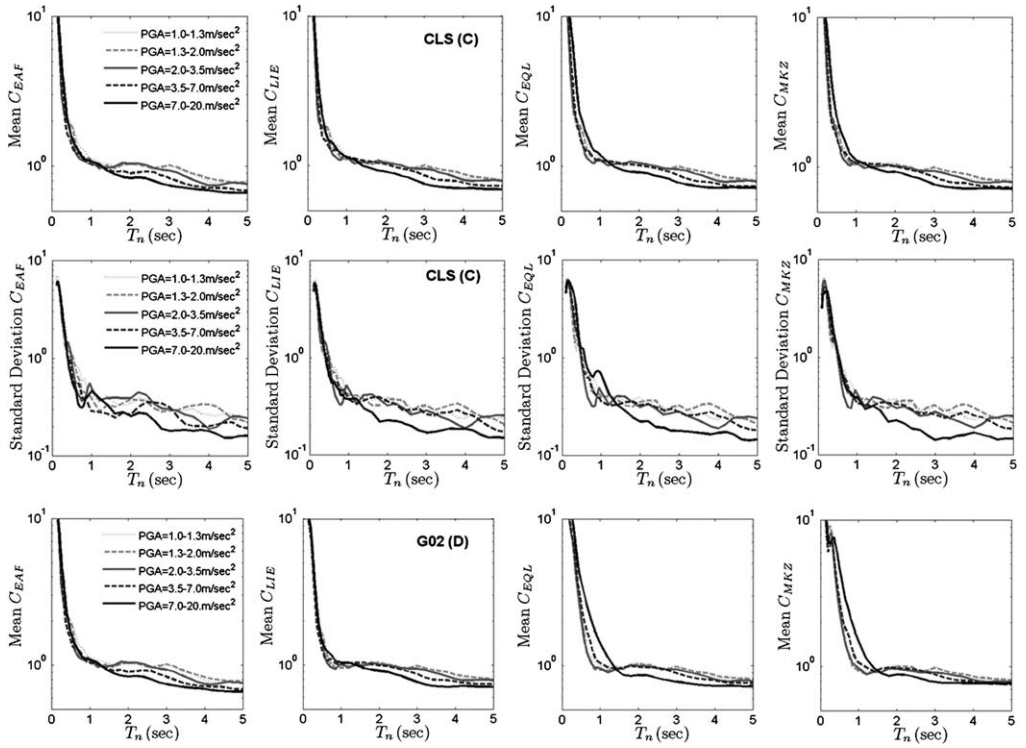 10^1
10^0
Mean C_EAF
PGA=1.0-1.3m/sec^2
PGA=1.3-2.0m/sec^2
PGA=2.0-3.5m/sec^2
PGA=3.5-7.0m/sec^2
PGA=7.0-20.m/sec^2
0 1 2 3 4 5
T_n (sec)
10^1
10^0
Mean C_LIE
CLS (C)
0 1 2 3 4 5
T_n (sec)
10^1
10^0
Mean C_EQL
0 1 2 3 4 5
T_n (sec)
10^1
10^0
Mean C_MKZ
0 1 2 3 4 5
T_n (sec)
10^1
10^0
10^-1
Standard Deviation C_EAF
PGA=1.0-1.3m/sec^2
PGA=1.3-2.0m/sec^2
PGA=2.0-3.5m/sec^2
PGA=3.5-7.0m/sec^2
PGA=7.0-20.m/sec^2
0 1 2 3 4 5
T_n (sec)
10^1
10^0
10^-1
Standard Deviation C_LIE
CLS (C)
0 1 2 3 4 5
T_n (sec)
10^1
10^0
10^-1
Standard Deviation C_EQL
0 1 2 3 4 5
T_n (sec)
10^1
10^0
10^-1
Standard Deviation C_MKZ
0 1 2 3 4 5
T_n (sec)
10^1
10^0
Mean C_EAF
PGA=1.0-1.3m/sec^2
PGA=1.3-2.0m/sec^2
PGA=2.0-3.5m/sec^2
PGA=3.5-7.0m/sec^2
PGA=7.0-20.m/sec^2
0 1 2 3 4 5
T_n (sec)
10^1
10^0
Mean C_LIE
G02 (D)
0 1 2 3 4 5
T_n (sec)
10^1
10^0
Mean C_EQL
0 1 2 3 4 5
T_n (sec)
10^1
10^0
Mean C_MKZ
0 1 2 3 4 5
T_n (sec)